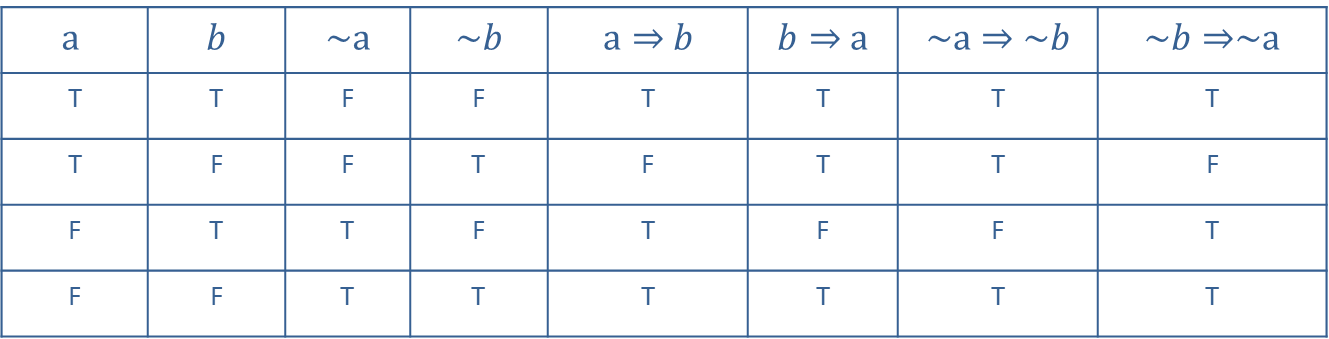 a b ~a ~b a ⇒ b b ⇒ a ~a ⇒ ~b ~b ⇒~a
T T F F T T T T
T F F T F T T F
F T T F T F F T
F F T T T T T T